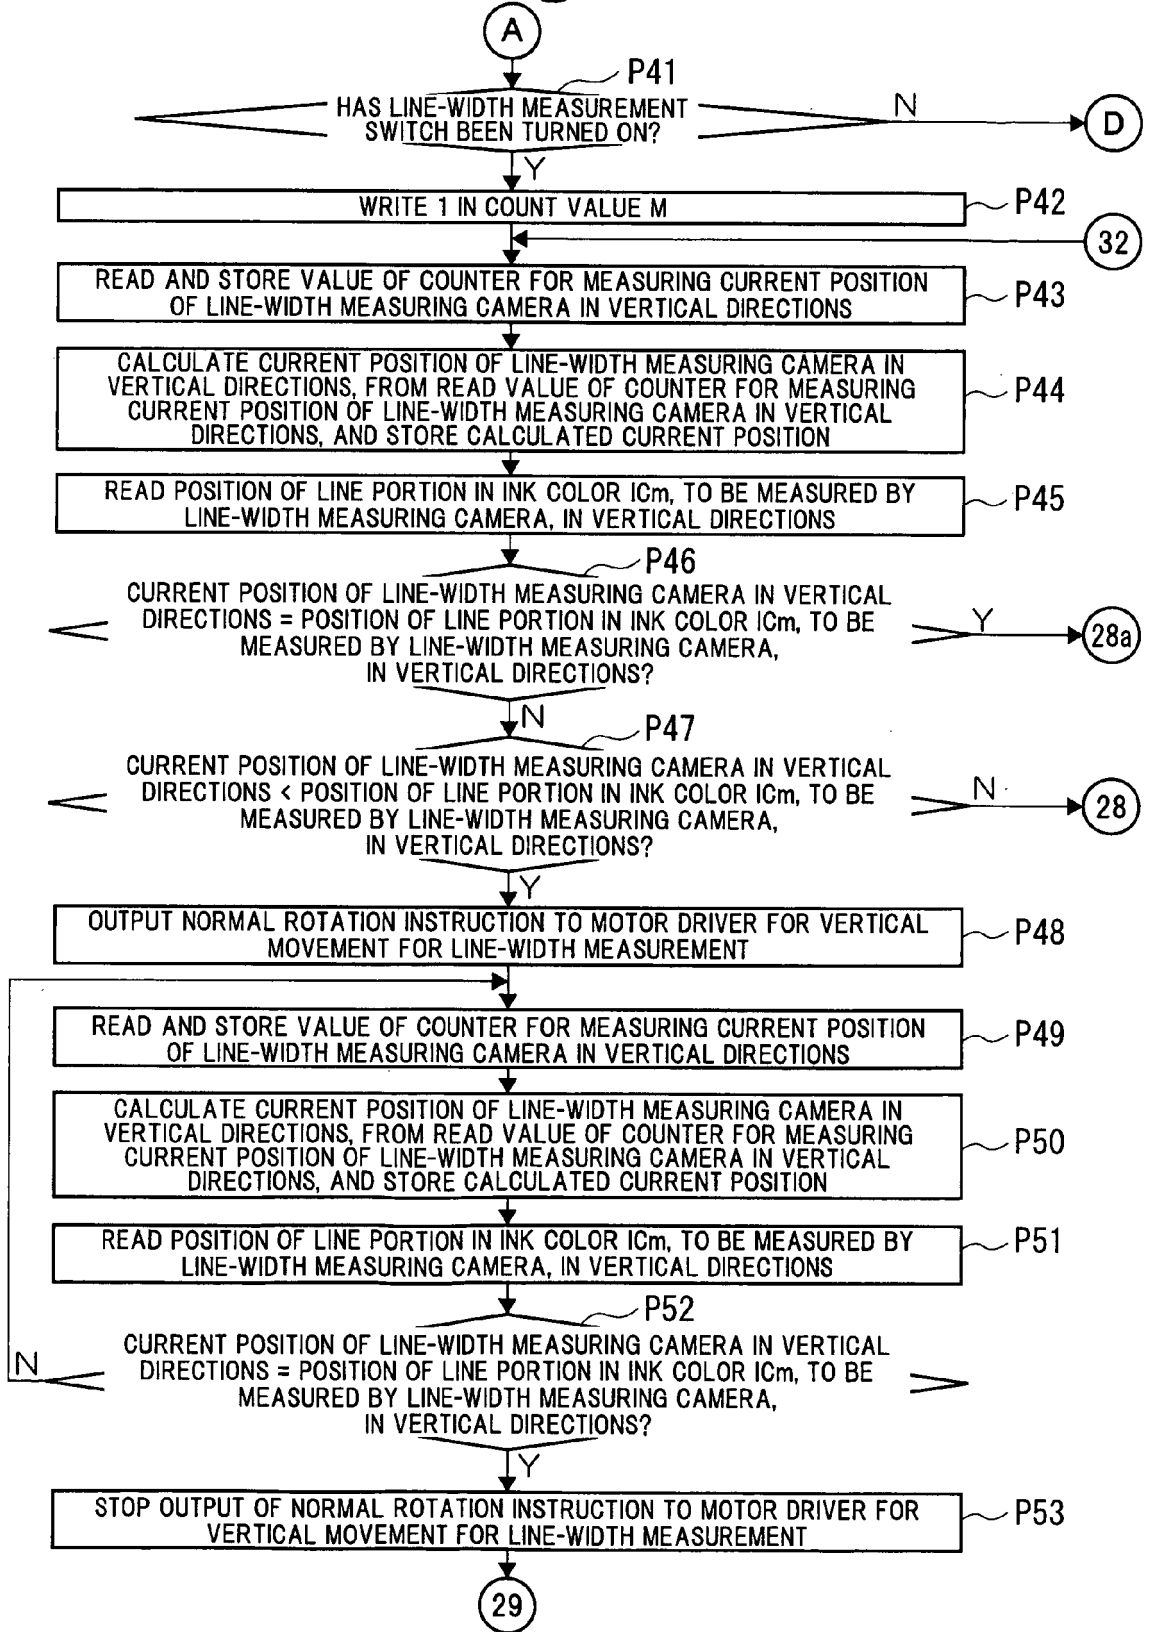 A
P41
HAS LINE-WIDTH MEASUREMENT
SWITCH BEEN TURNED ON?
N
D
Y
WRITE 1 IN COUNT VALUE M
P42
32
READ AND STORE VALUE OF COUNTER FOR MEASURING CURRENT POSITION
OF LINE-WIDTH MEASURING CAMERA IN VERTICAL DIRECTIONS
P43
CALCULATE CURRENT POSITION OF LINE-WIDTH MEASURING CAMERA IN
VERTICAL DIRECTIONS, FROM READ VALUE OF COUNTER FOR MEASURING
CURRENT POSITION OF LINE-WIDTH MEASURING CAMERA IN VERTICAL
DIRECTIONS, AND STORE CALCULATED CURRENT POSITION
P44
READ POSITION OF LINE PORTION IN INK COLOR ICm, TO BE MEASURED BY
LINE-WIDTH MEASURING CAMERA, IN VERTICAL DIRECTIONS
P45
P46
CURRENT POSITION OF LINE-WIDTH MEASURING CAMERA IN VERTICAL
DIRECTIONS = POSITION OF LINE PORTION IN INK COLOR ICm, TO BE
MEASURED BY LINE-WIDTH MEASURING CAMERA,
IN VERTICAL DIRECTIONS?
Y
28a
N
P47
CURRENT POSITION OF LINE-WIDTH MEASURING CAMERA IN VERTICAL
DIRECTIONS < POSITION OF LINE PORTION IN INK COLOR ICm, TO BE
MEASURED BY LINE-WIDTH MEASURING CAMERA,
IN VERTICAL DIRECTIONS?
N
28
Y
OUTPUT NORMAL ROTATION INSTRUCTION TO MOTOR DRIVER FOR VERTICAL
MOVEMENT FOR LINE-WIDTH MEASUREMENT
P48
READ AND STORE VALUE OF COUNTER FOR MEASURING CURRENT POSITION
OF LINE-WIDTH MEASURING CAMERA IN VERTICAL DIRECTIONS
P49
CALCULATE CURRENT POSITION OF LINE-WIDTH MEASURING CAMERA IN
VERTICAL DIRECTIONS, FROM READ VALUE OF COUNTER FOR MEASURING
CURRENT POSITION OF LINE-WIDTH MEASURING CAMERA IN VERTICAL
DIRECTIONS, AND STORE CALCULATED CURRENT POSITION
P50
READ POSITION OF LINE PORTION IN INK COLOR ICm, TO BE MEASURED BY
LINE-WIDTH MEASURING CAMERA, IN VERTICAL DIRECTIONS
P51
P52
CURRENT POSITION OF LINE-WIDTH MEASURING CAMERA IN VERTICAL
DIRECTIONS = POSITION OF LINE PORTION IN INK COLOR ICm, TO BE
MEASURED BY LINE-WIDTH MEASURING CAMERA,
IN VERTICAL DIRECTIONS?
N
Y
STOP OUTPUT OF NORMAL ROTATION INSTRUCTION TO MOTOR DRIVER FOR
VERTICAL MOVEMENT FOR LINE-WIDTH MEASUREMENT
P53
29